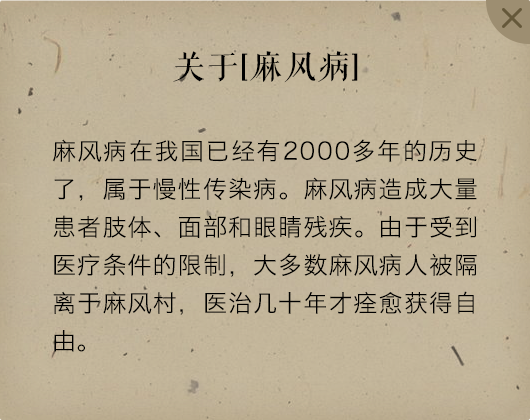 关于[麻风病]
麻风病在我国已经有2000多年的历史
了，属于慢性传染病。麻风病造成大量
患者肢体、面部和眼睛残疾。由于受到
医疗条件的限制，大多数麻风病人被隔
离于麻风村，医治几十年才痊愈获得自
由。